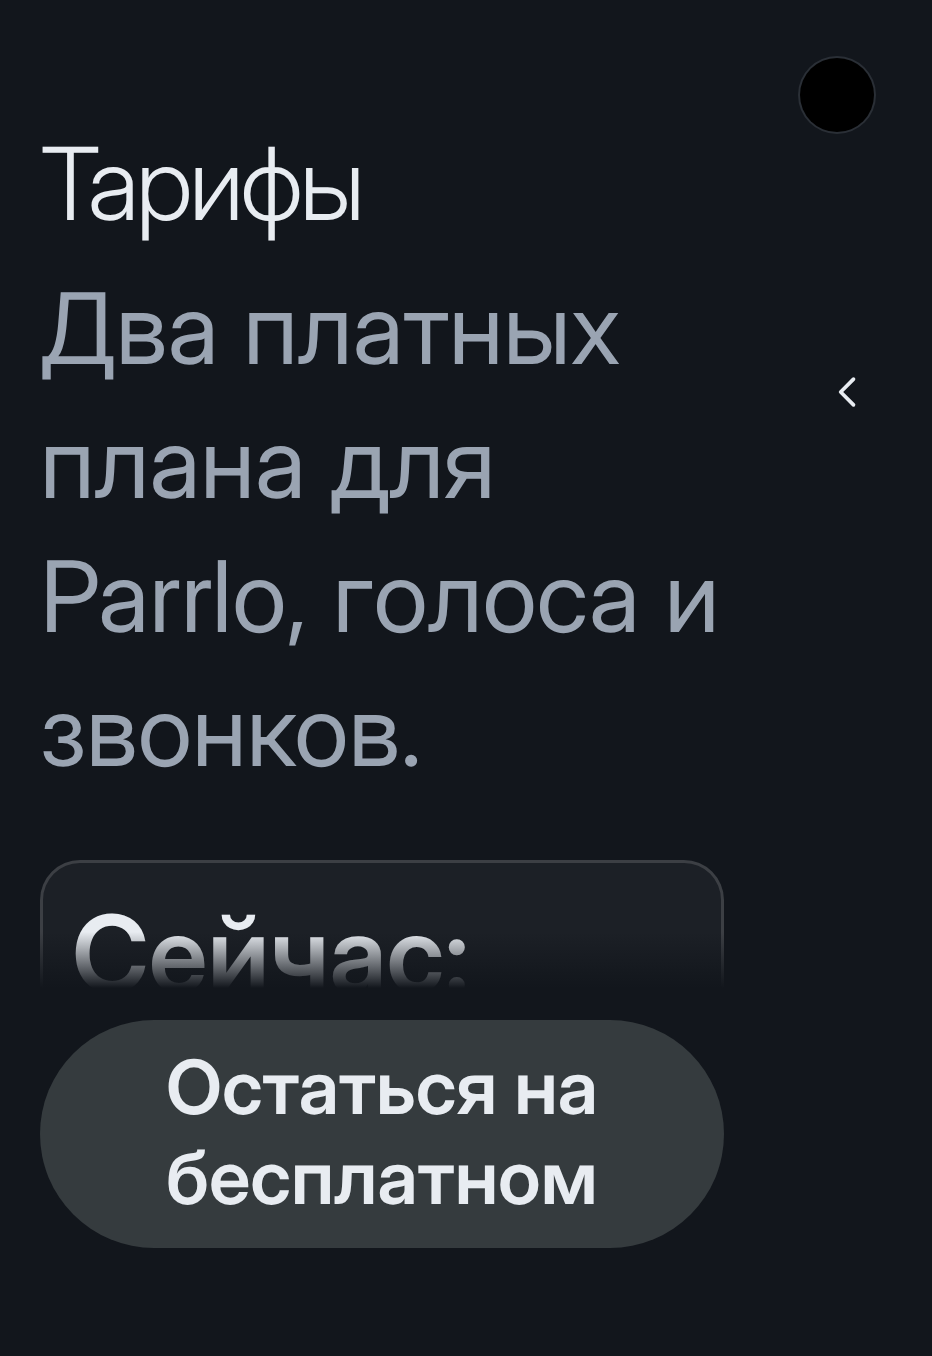 Тарифы
Два платных
плана для
Parrlo, голоса и
звонков.
Сейчас:
Остаться на
бесплатном